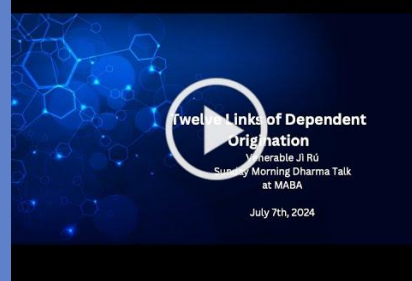 Twelve Links of Dependent
Origination
Venerable Jì Rú
Sunday Morning Dharma Talk
at MABA
July 7th, 2024